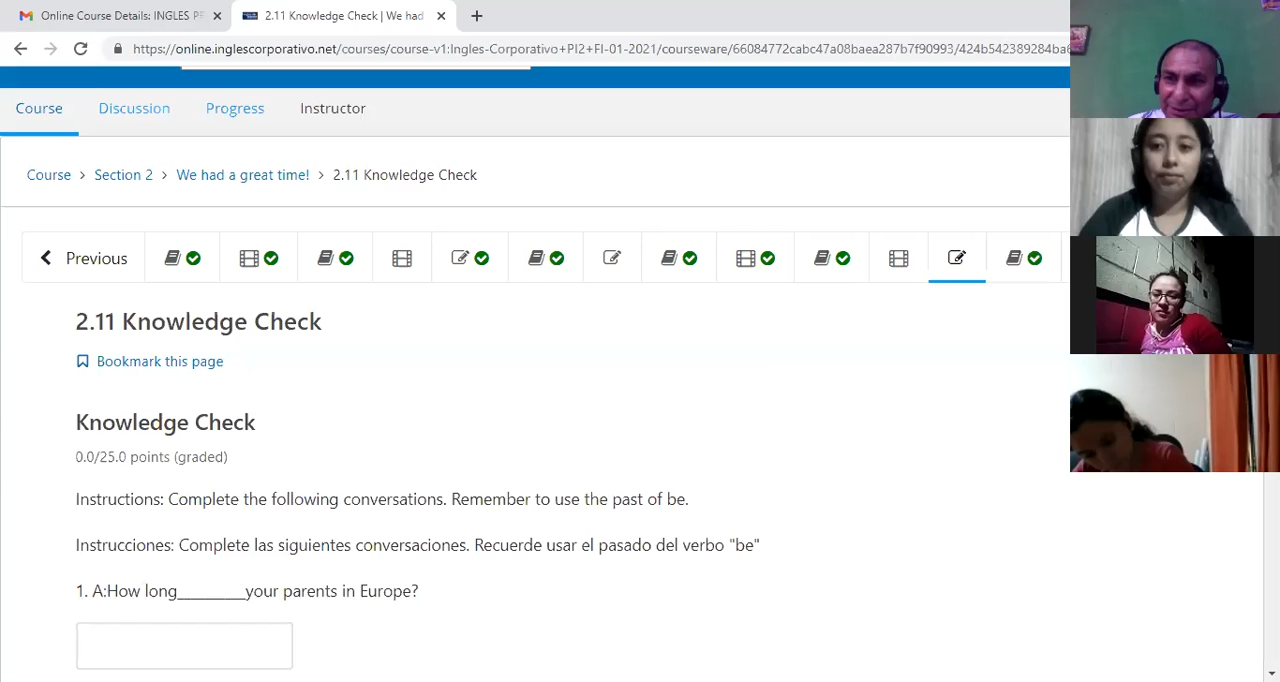 Online Course Details: INGLES PE
2.11 Knowledge Check | We had
https://online.inglescorporativo.net/courses/course-v1:Ingles-Corporativo+PI2+FI-01-2021/courseware/66084772cabc47a08baea287b7f90993/424b542389284ba6
Course Discussion Progress Instructor
Course > Section 2 > We had a great time! > 2.11 Knowledge Check
Previous
2.11 Knowledge Check
Bookmark this page
Knowledge Check
0.0/25.0 points (graded)
Instructions: Complete the following conversations. Remember to use the past of be.
Instrucciones: Complete las siguientes conversaciones. Recuerde usar el pasado del verbo "be"
1. A:How long_________your parents in Europe?